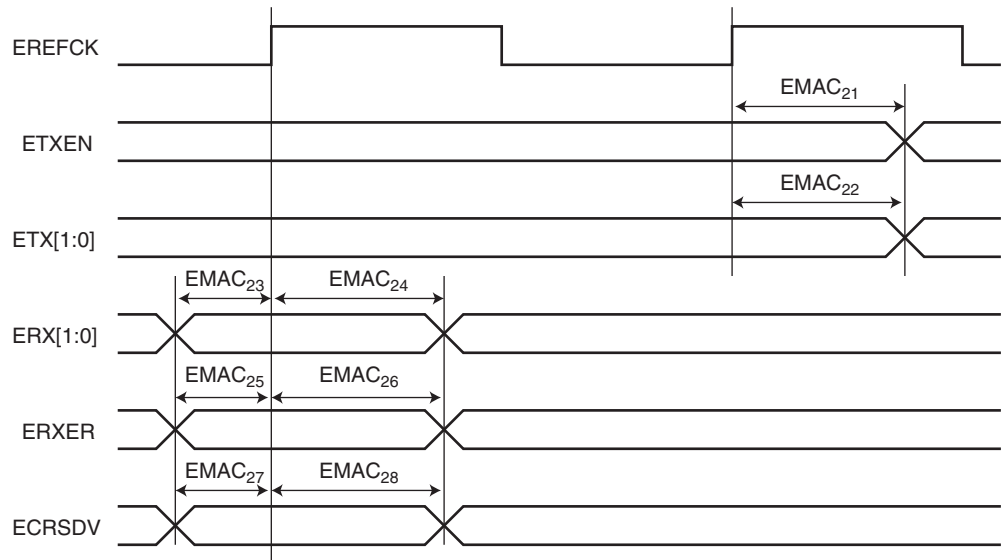 EREFCK
EMAC21
ETXEN
EMAC22
ETX[1:0]
EMAC23 EMAC24
ERX[1:0]
EMAC25 EMAC26
ERXER
EMAC27 EMAC28
ECRSDV